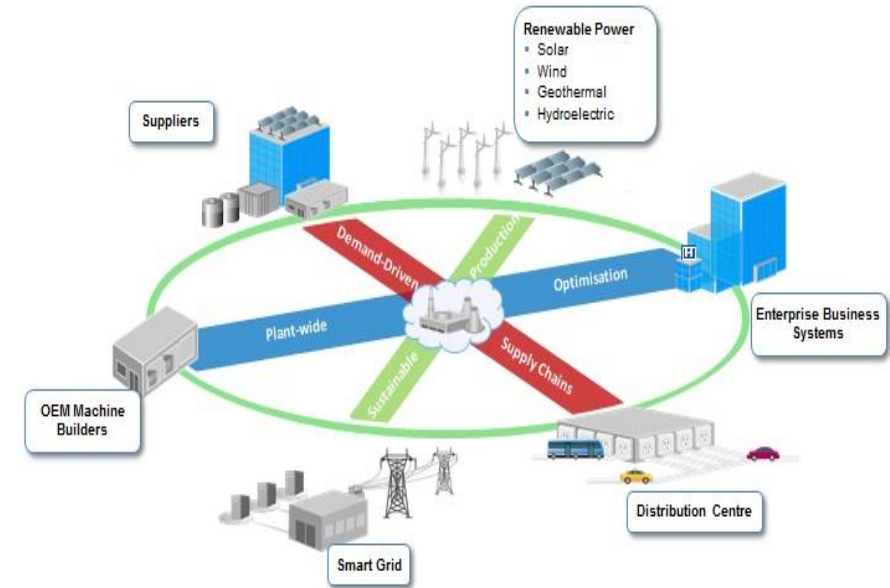 Renewable Power
▪ Solar
▪ Wind
▪ Geothermal
▪ Hydroelectric
Suppliers
Demand-Driven
Production
Optimisation
H
Plant-wide
Enterprise Business
Systems
Sustainable
Supply Chains
OEM Machine
Builders
Distribution Centre
Smart Grid